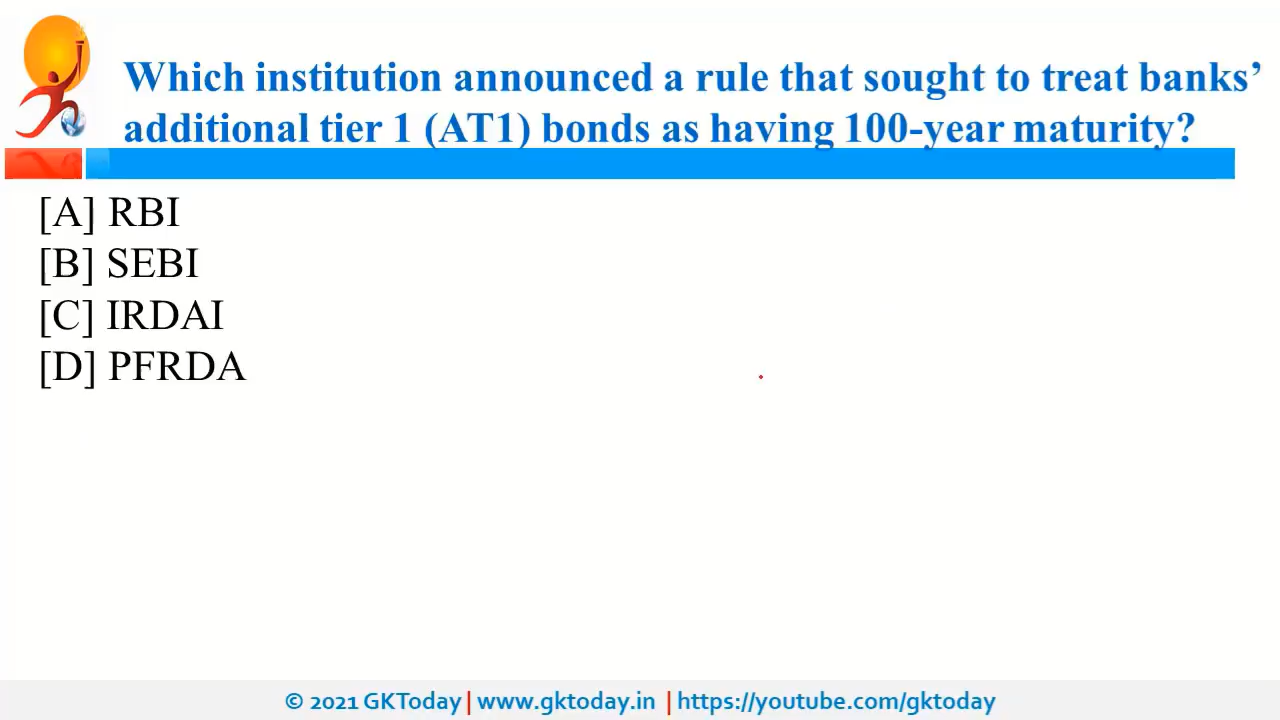 Which institution announced a rule that sought to treat banks’
additional tier 1 (AT1) bonds as having 100-year maturity?
[A] RBI
[B] SEBI
[C] IRDAI
[D] PFRDA
© 2021 GKToday | www.gktoday.in | https://youtube.com/gktoday